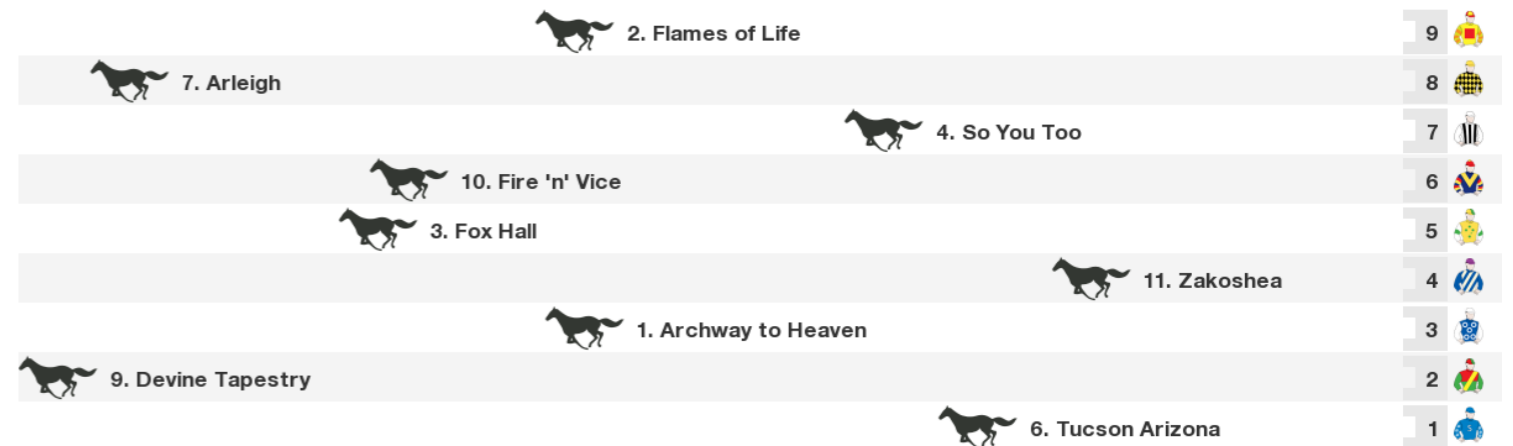 2. Flames of Life 9
7. Arleigh 8
4. So You Too 7
10. Fire 'n' Vice 6
3. Fox Hall 5
11. Zakoshea 4
1. Archway to Heaven 3
9. Devine Tapestry 2
6. Tucson Arizona 1